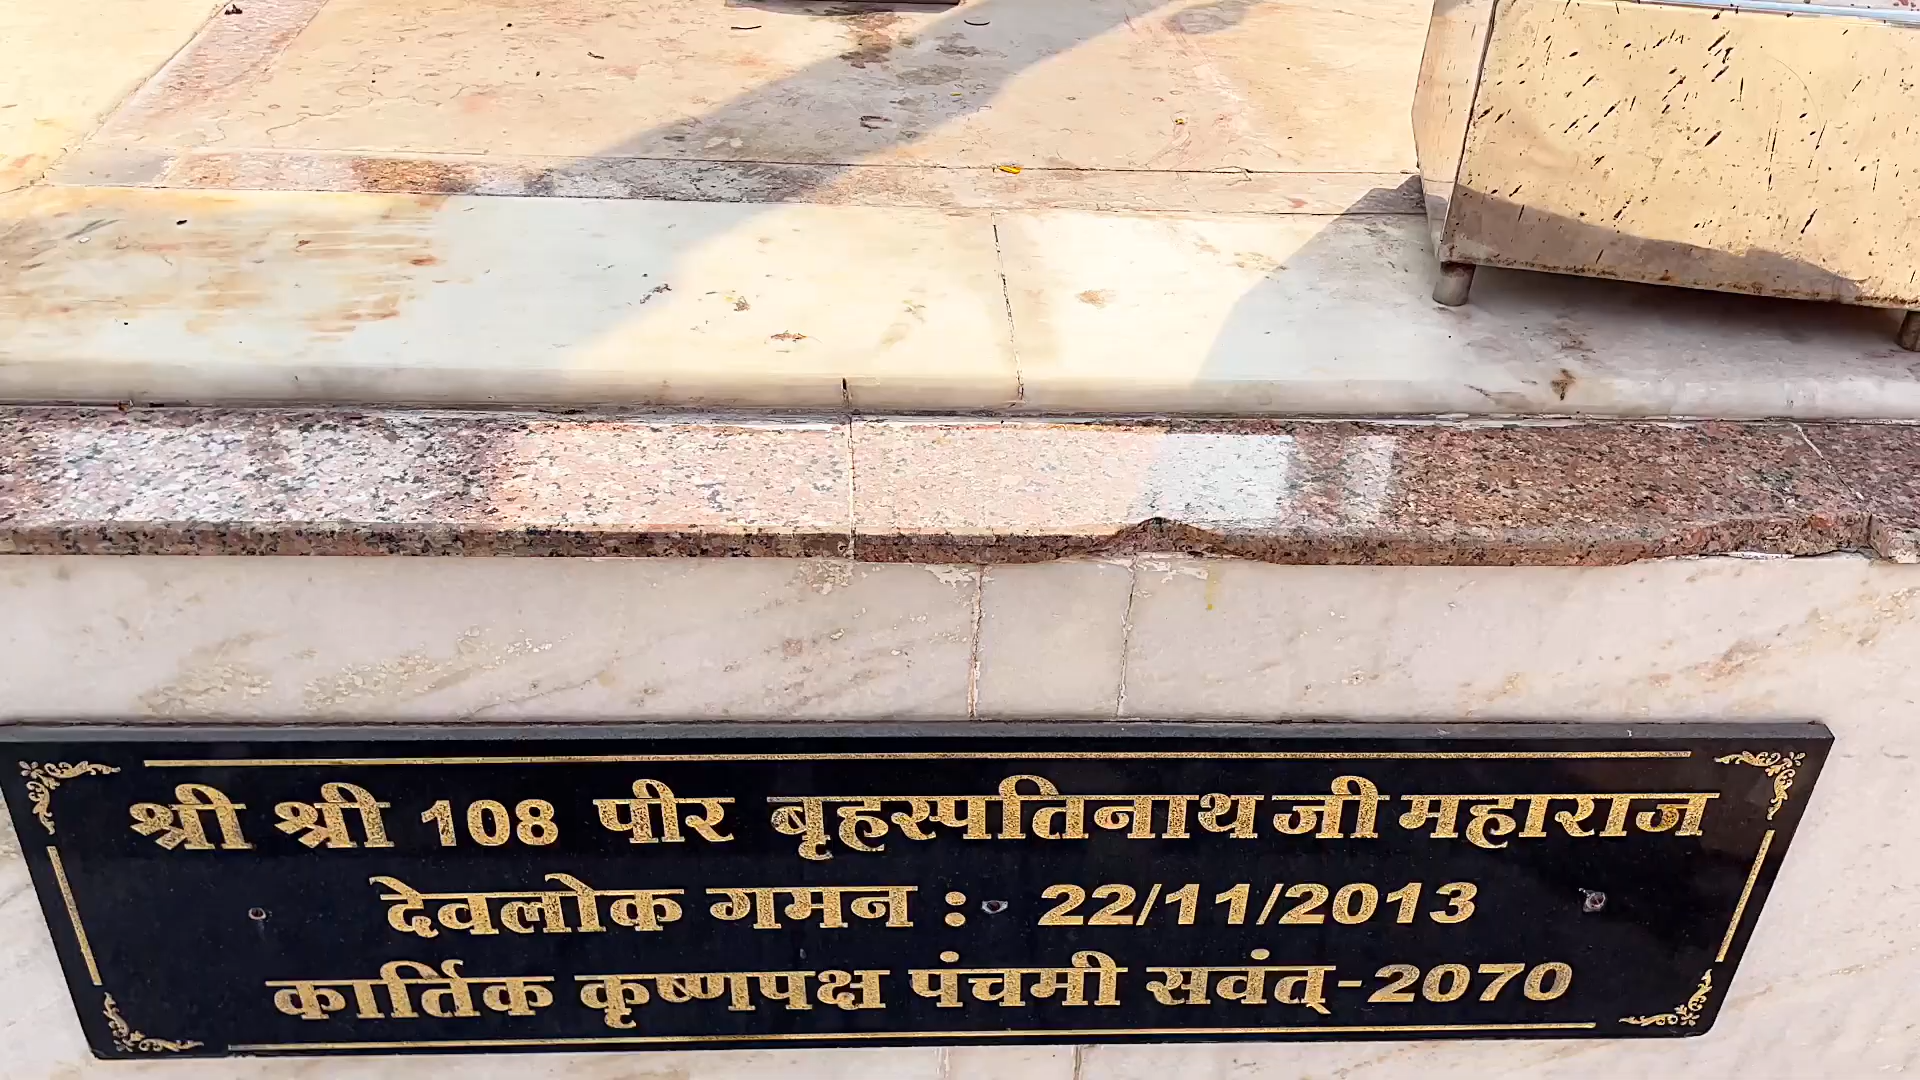 श्री श्री 108 पीर बृहस्पतिनाथ जी महाराज
देवलोक गमन : 22/11/2013
कार्तिक कृष्णपक्ष पंचमी सवंत्-2070